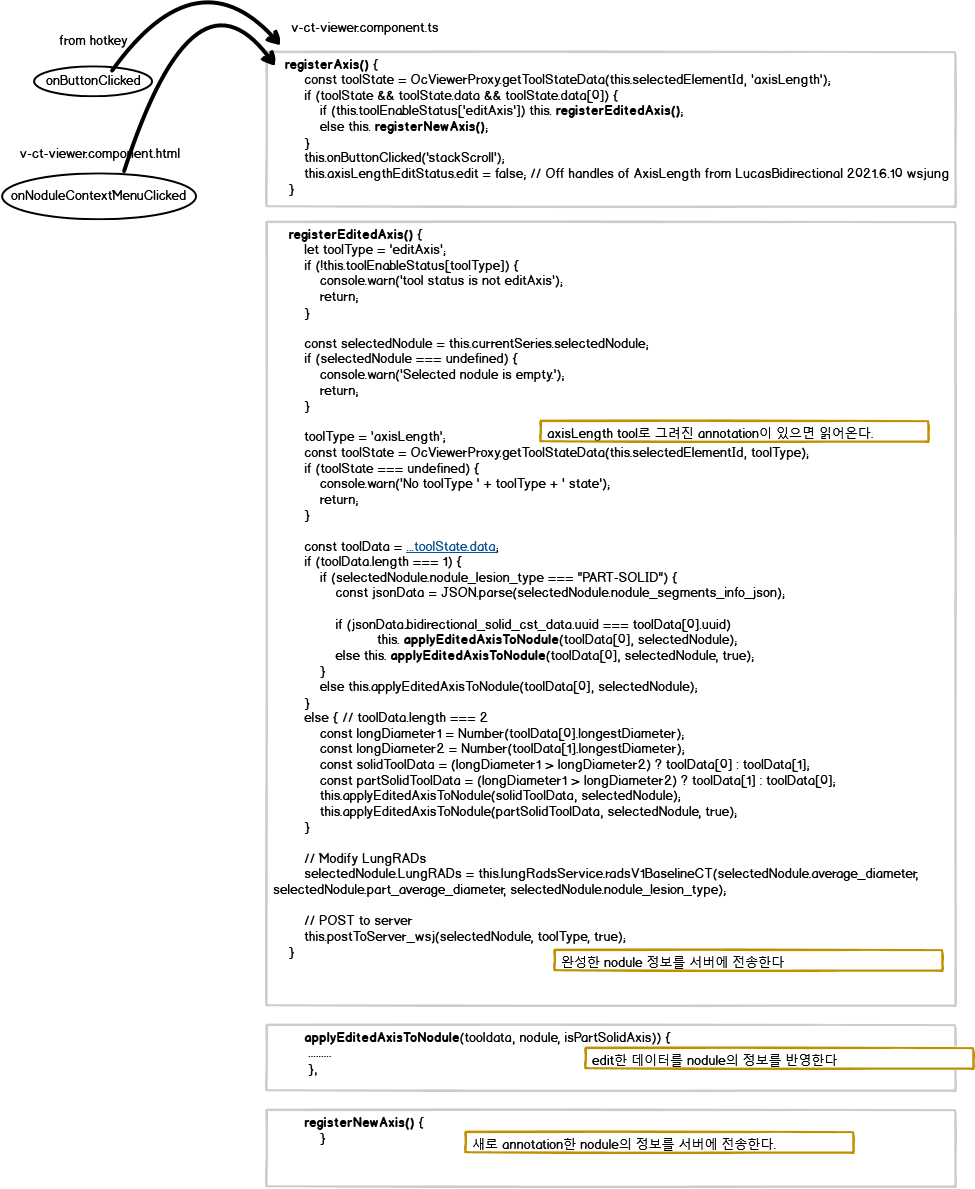 v-ct-viewer.component.ts
from hotkey
onButtonClicked
v-ct-viewer.component.html
onNoduleContextMenuClicked
registerAxis() {
const toolState = OcViewerProxy.getToolStateData(this.selectedElementId, 'axisLength');
if (toolState && toolState.data && toolState.data[0]) {
if (this.toolEnableStatus['editAxis']) this. registerEditedAxis();
else this. registerNewAxis();
}
this.onButtonClicked('stackScroll');
this.axisLengthEditStatus.edit = false; // Off handles of AxisLength from LucasBidirectional 2021.6.10 wsjung
}
registerEditedAxis() {
let toolType = 'editAxis';
if (!this.toolEnableStatus[toolType]) {
console.warn('tool status is not editAxis');
return;
}
const selectedNodule = this.currentSeries.selectedNodule;
if (selectedNodule === undefined) {
console.warn('Selected nodule is empty.');
return;
}
toolType = 'axisLength';
axisLength tool로 그려진 annotation이 있으면 읽어온다.
const toolState = OcViewerProxy.getToolStateData(this.selectedElementId, toolType);
if (toolState === undefined) {
console.warn('No toolType ' + toolType + ' state');
return;
}
const toolData = ...toolState.data;
if (toolData.length === 1) {
if (selectedNodule.nodule_lesion_type === "PART-SOLID") {
const jsonData = JSON.parse(selectedNodule.nodule_segments_info_json);
if (jsonData.bidirectional_solid_cst_data.uuid === toolData[0].uuid)
this. applyEditedAxisToNodule(toolData[0], selectedNodule);
else this. applyEditedAxisToNodule(toolData[0], selectedNodule, true);
}
else this.applyEditedAxisToNodule(toolData[0], selectedNodule);
}
else { // toolData.length === 2
const longDiameter1 = Number(toolData[0].longestDiameter);
const longDiameter2 = Number(toolData[1].longestDiameter);
const solidToolData = (longDiameter1 > longDiameter2) ? toolData[0] : toolData[1];
const partSolidToolData = (longDiameter1 > longDiameter2) ? toolData[1] : toolData[0];
this.applyEditedAxisToNodule(solidToolData, selectedNodule);
this.applyEditedAxisToNodule(partSolidToolData, selectedNodule, true);
}
// Modify LungRADs
selectedNodule.LungRADs = this.lungRadsService.radsV1BaselineCT(selectedNodule.average_diameter,
selectedNodule.part_average_diameter, selectedNodule.nodule_lesion_type);
// POST to server
this.postToServer_wsj(selectedNodule, toolType, true);
}
완성한 nodule 정보를 서버에 전송한다
applyEditedAxisToNodule(tooldata, nodule, isPartSolidAxis)) {
.........
edit한 데이터를 nodule의 정보를 반영한다
},
registerNewAxis() {
}
새로 annotation한 nodule의 정보를 서버에 전송한다.